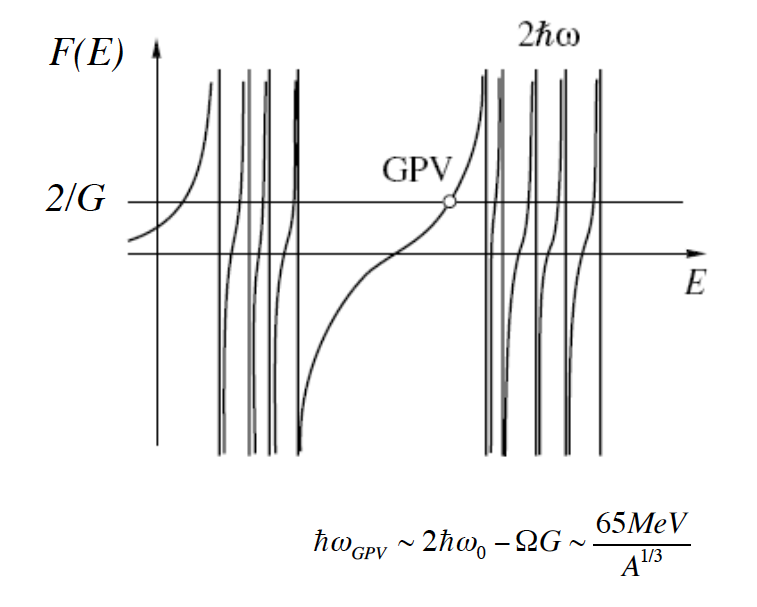 2ħω
F(E)
GPV
2/G
E
ħω_GPV ~ 2ħω_0 − ΩG ~ 65MeV / A^{1/3}